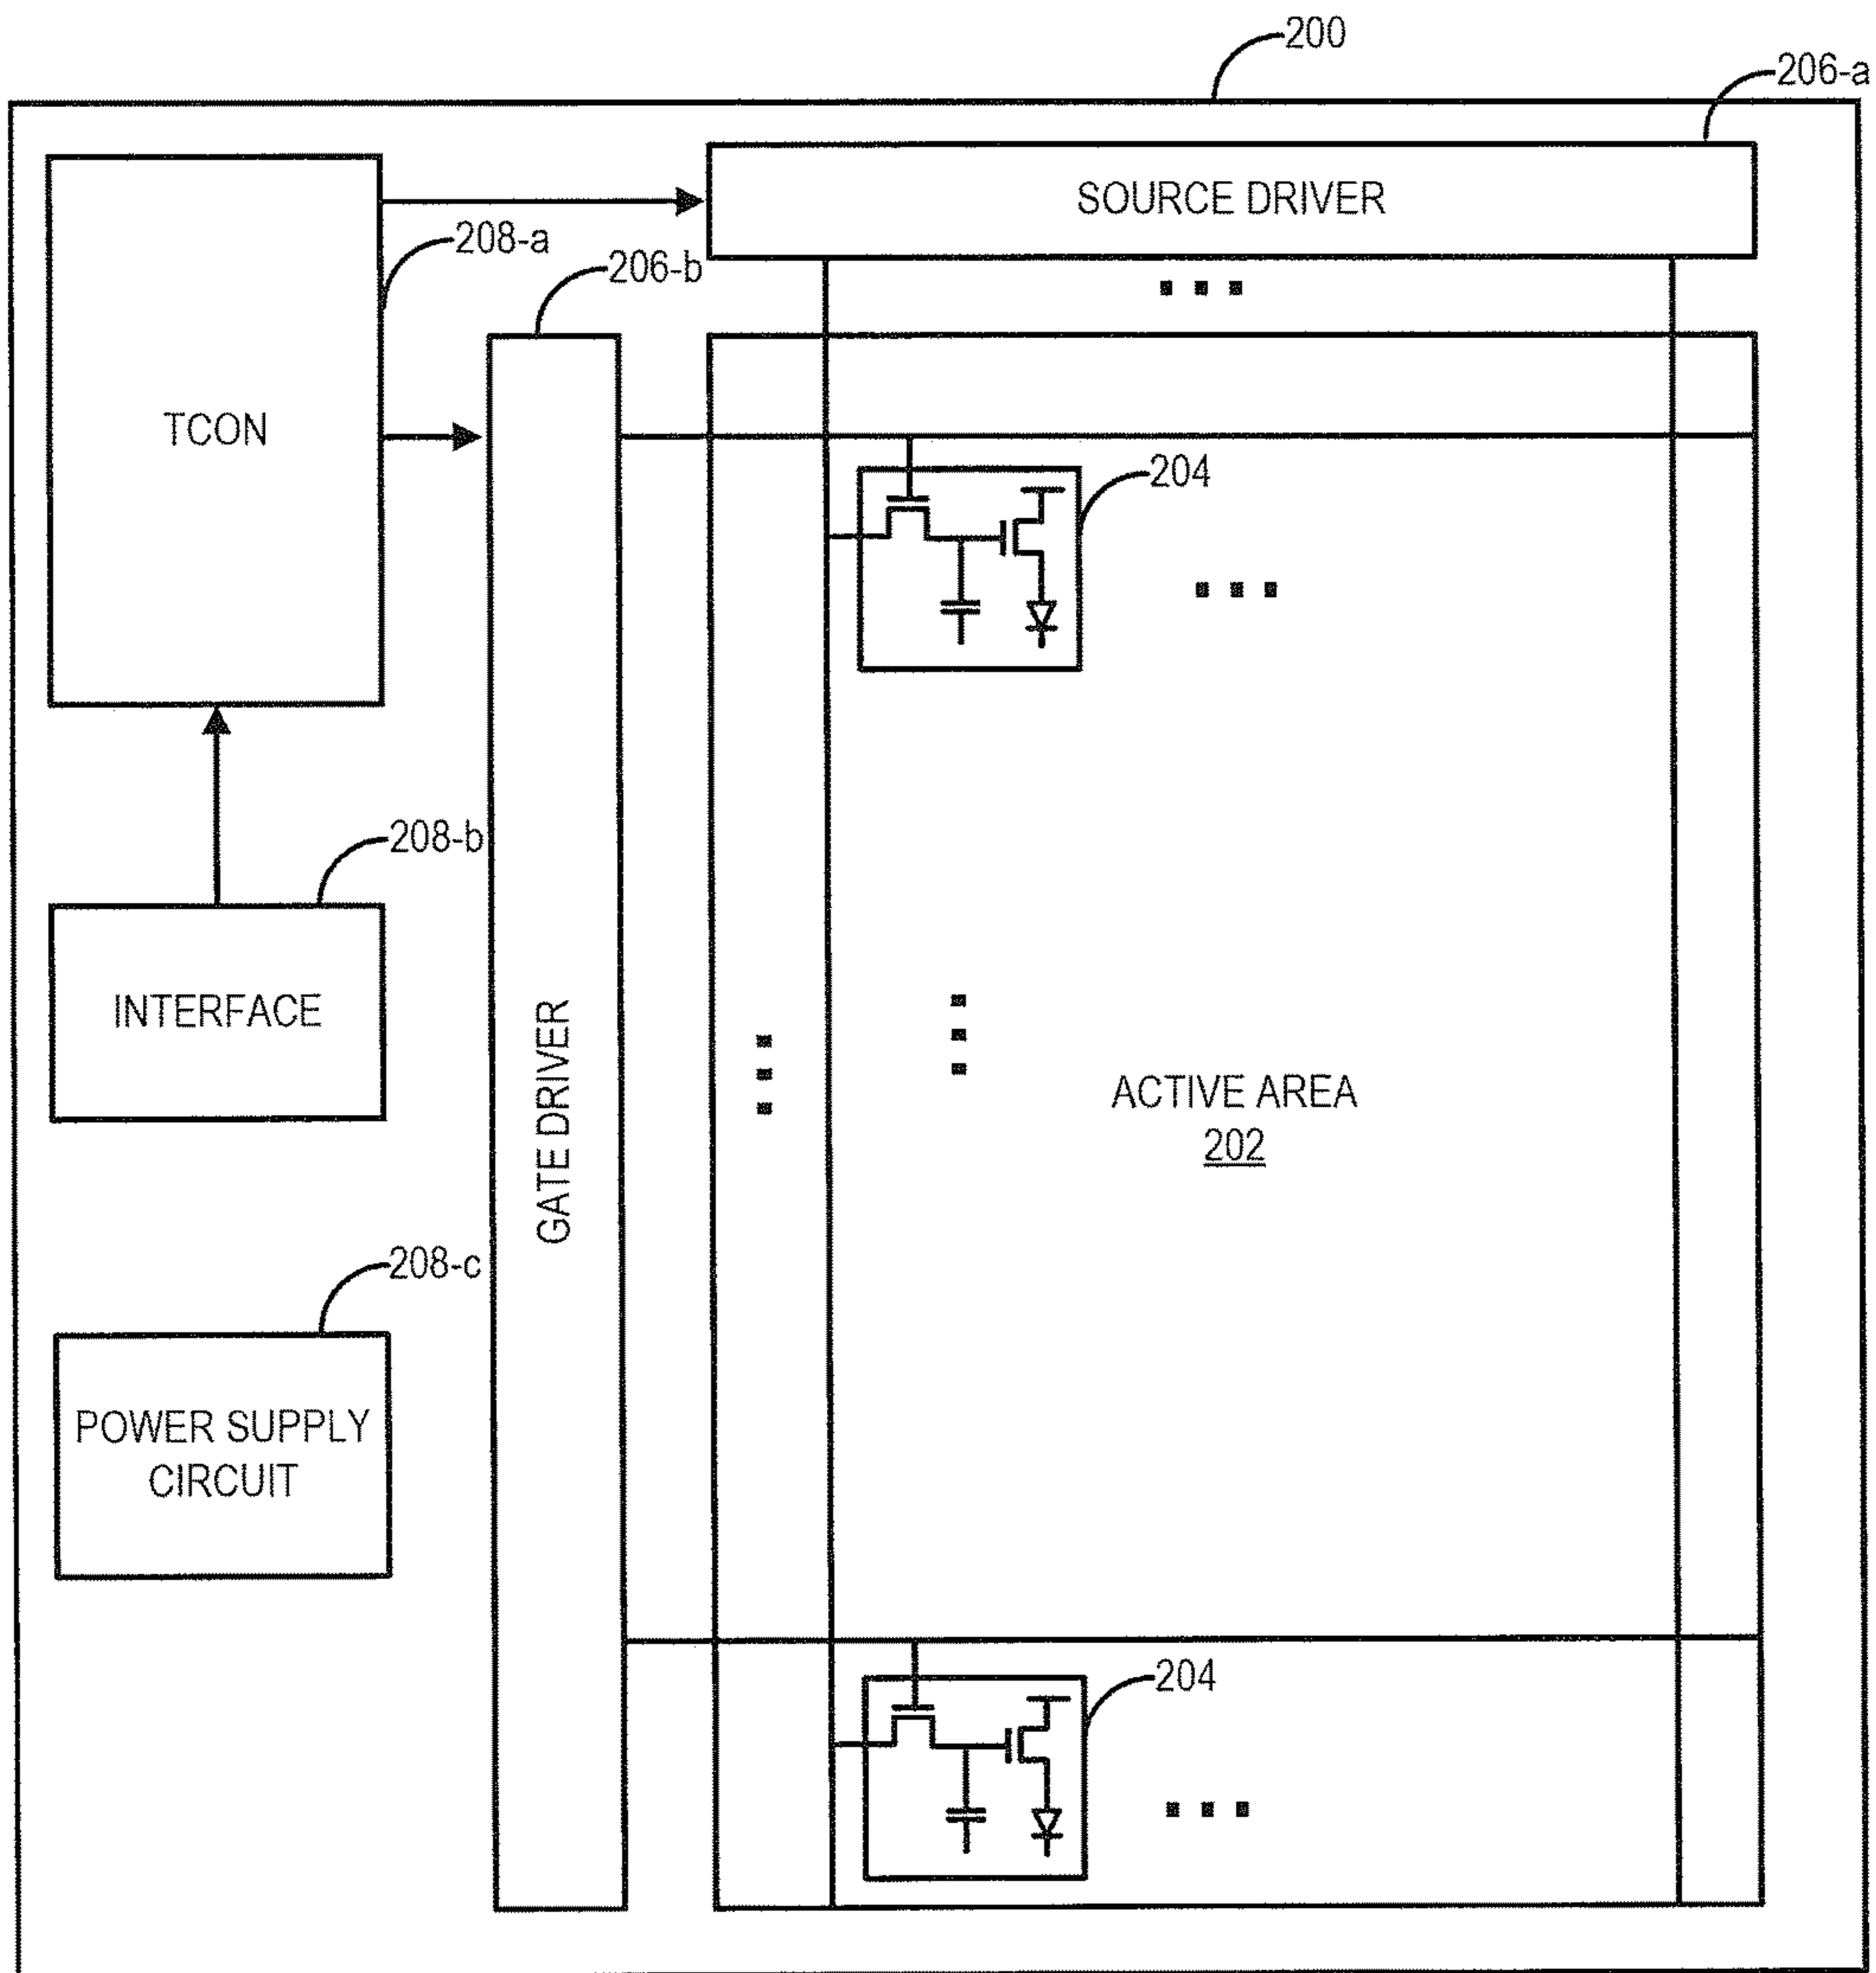 200
206-a
SOURCE DRIVER
208-a
206-b
TCON
204
208-b
INTERFACE
GATE DRIVER
ACTIVE AREA
202
208-c
POWER SUPPLY
CIRCUIT
204